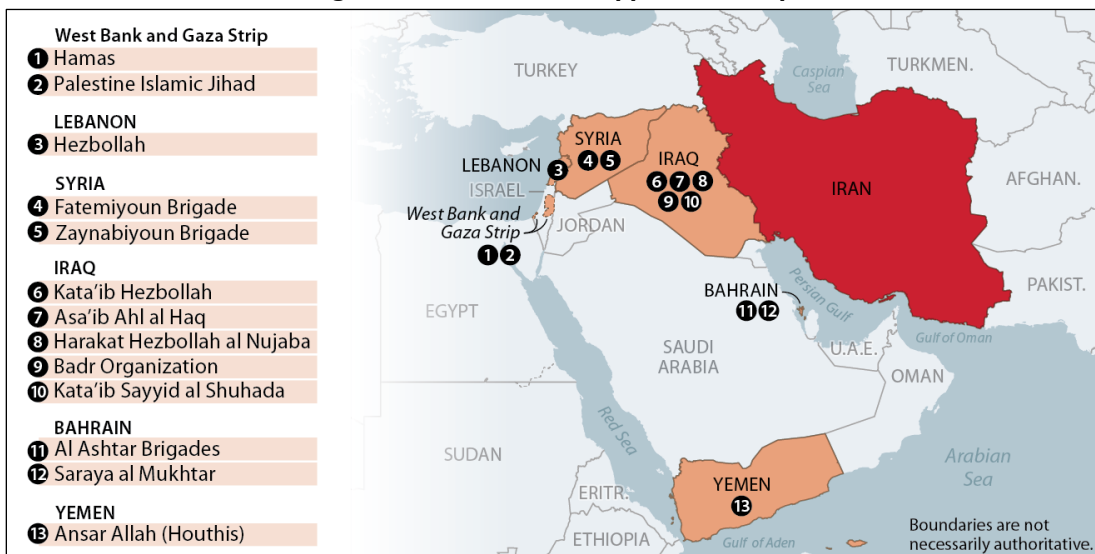 West Bank and Gaza Strip
1 Hamas
2 Palestine Islamic Jihad
LEBANON
3 Hezbollah
SYRIA
4 Fatemiyoun Brigade
5 Zaynabiyoun Brigade
IRAQ
6 Kata’ib Hezbollah
7 Asa’ib Ahl al Haq
8 Harakat Hezbollah al Nujaba
9 Badr Organization
10 Kata’ib Sayyid al Shuhada
BAHRAIN
11 Al Ashtar Brigades
12 Saraya al Mukhtar
YEMEN
13 Ansar Allah (Houthis)
TURKEY
Caspian
Sea
TURKMEN.
SYRIA
4 5
LEBANON 3
IRAQ
6 7 8
9 10
IRAN
AFGHAN.
ISRAEL
West Bank and
Gaza Strip
1 2
JORDAN
PAKIST.
BAHRAIN
11 12
Persian Gulf
EGYPT
Gulf of Oman
U.A.E.
SAUDI
ARABIA
OMAN
Red Sea
SUDAN
Arabian
Sea
YEMEN
13
ERITR.
ETHIOPIA
Gulf of Aden
Boundaries are not
necessarily authoritative.